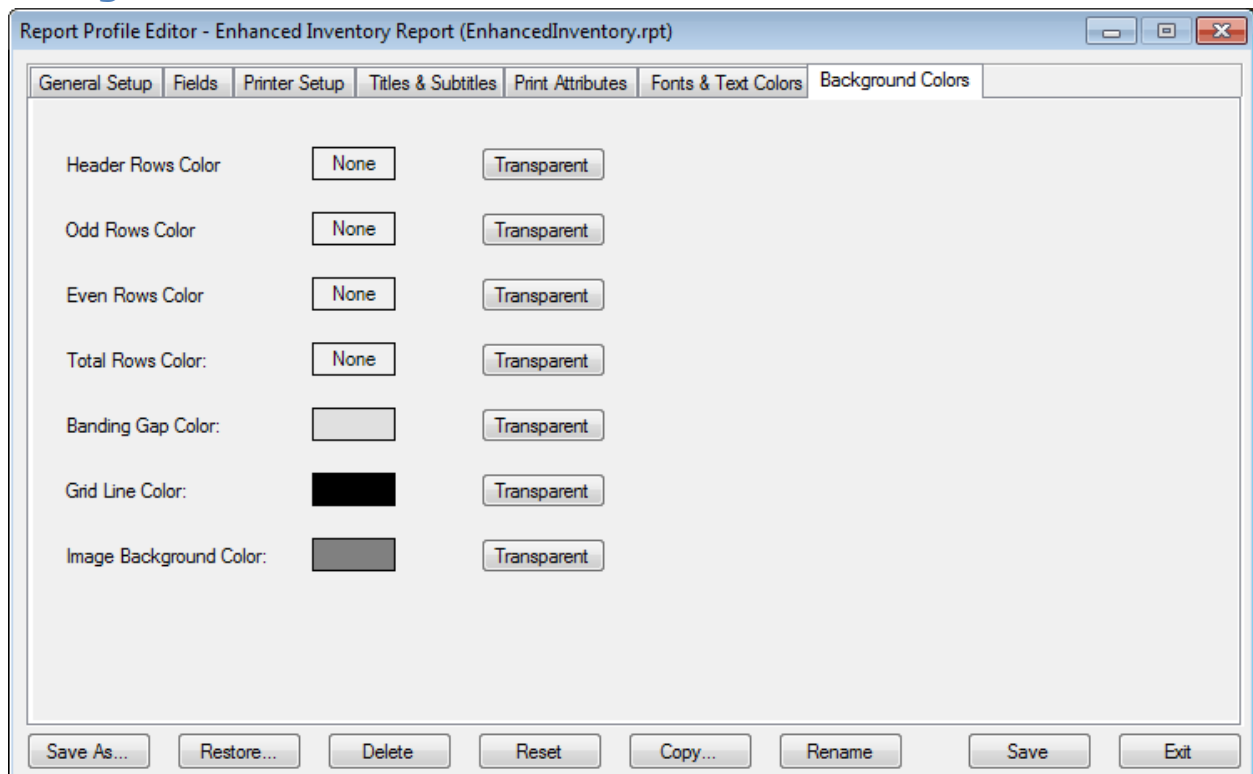 Report Profile Editor - Enhanced Inventory Report (EnhancedInventory.rpt)
General Setup Fields Printer Setup Titles & Subtitles Print Attributes Fonts & Text Colors Background Colors
Header Rows Color None Transparent
Odd Rows Color None Transparent
Even Rows Color None Transparent
Total Rows Color: None Transparent
Banding Gap Color: Transparent
Grid Line Color: Transparent
Image Background Color: Transparent
Save As... Restore... Delete Reset Copy... Rename Save Exit